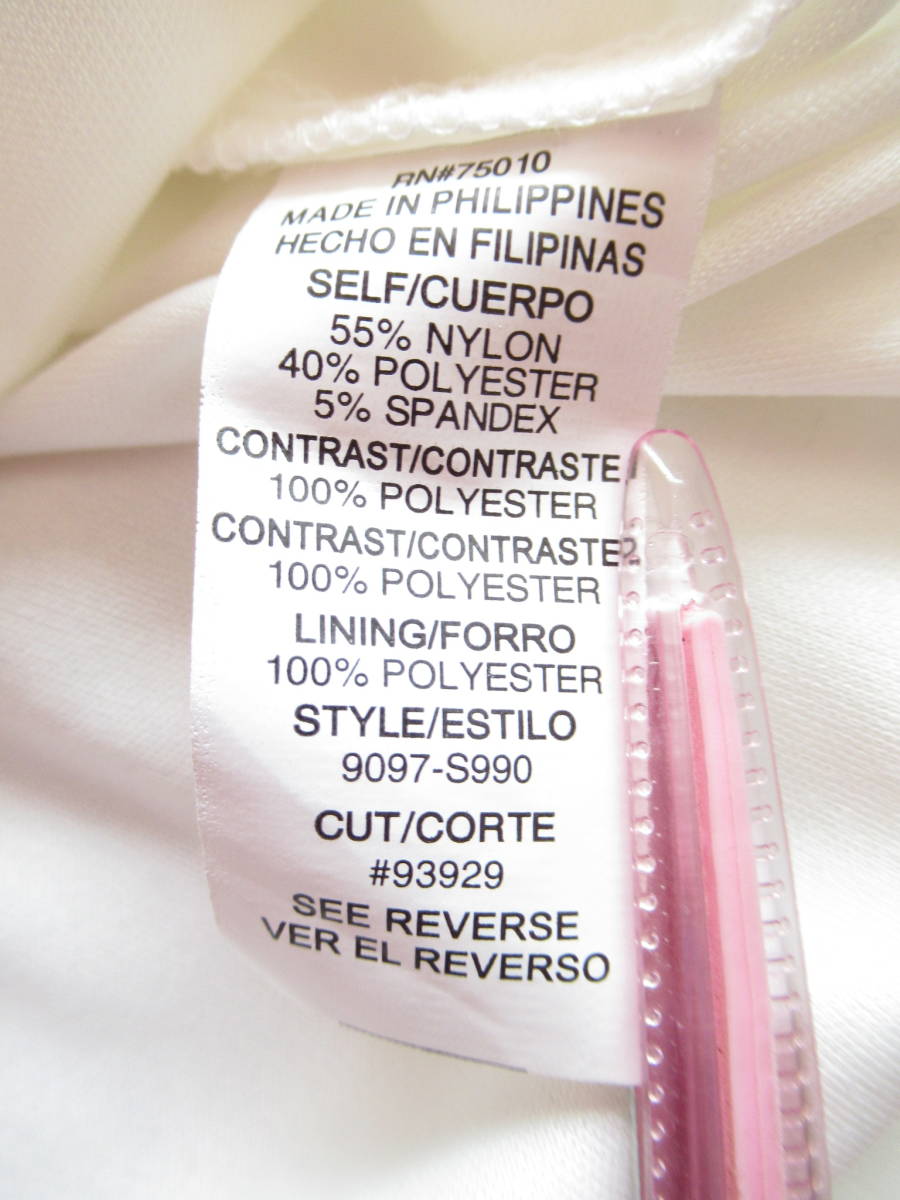 RN#75010
MADE IN PHILIPPINES
HECHO EN FILIPINAS
SELF/CUERPO
55% NYLON
40% POLYESTER
5% SPANDEX
CONTRAST/CONTRASTE1
100% POLYESTER
CONTRAST/CONTRASTE2
100% POLYESTER
LINING/FORRO
100% POLYESTER
STYLE/ESTILO
9097-S990
CUT/CORTE
#93929
SEE REVERSE
VER EL REVERSO